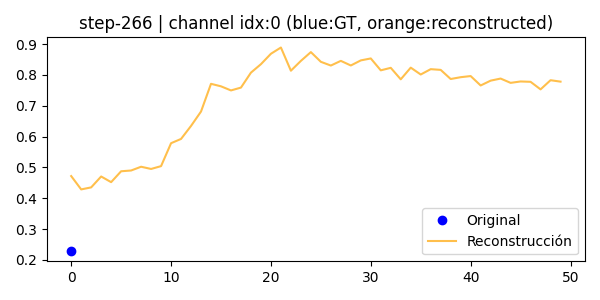 step-266 | channel idx:0 (blue:GT, orange:reconstructed)
0.9
0.8
0.7
0.6
0.5
0.4
0.3
0.2
0 10 20 30 40 50
Original
Reconstrucción